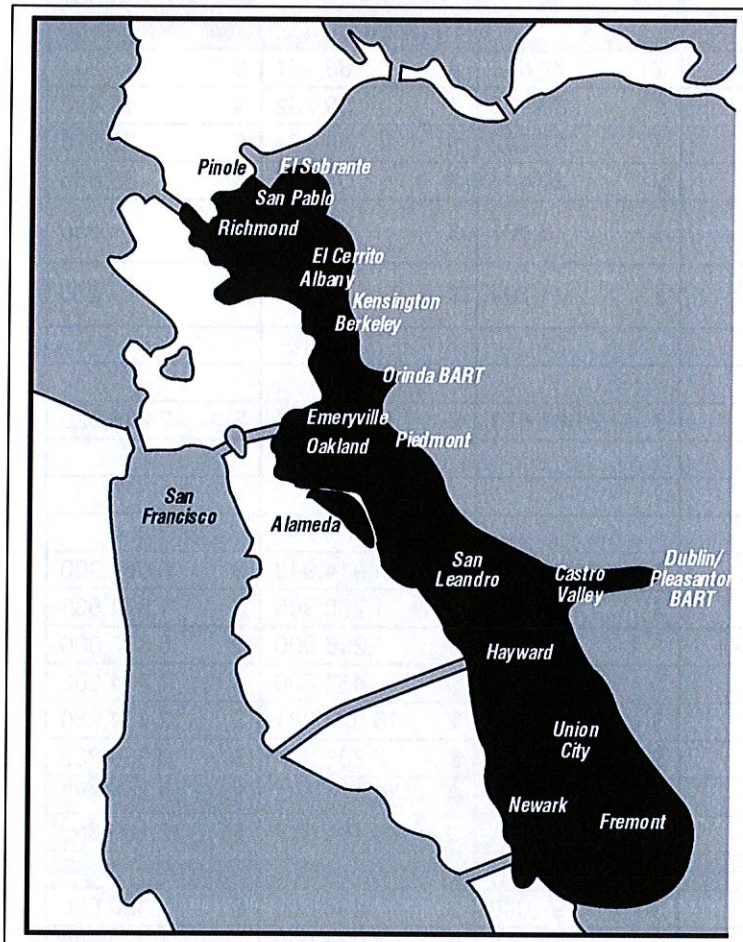 Pinole
El Sobrante
San Pablo
Richmond
El Cerrito
Albany
Kensington
Berkeley
Orinda BART
Emeryville
Oakland
Piedmont
San
Francisco
Alameda
San
Leandro
Castro
Valley
Dublin/
Pleasanton
BART
Hayward
Union
City
Newark
Fremont